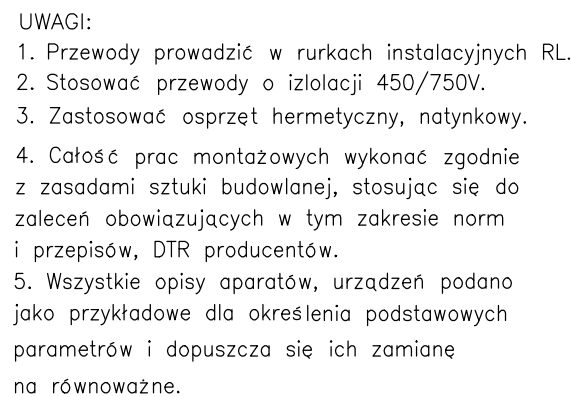 UWAGI:
1. Przewody prowadzić w rurkach instalacyjnych RL.
2. Stosować przewody o izlolacji 450/750V.
3. Zastosować osprzęt hermetyczny, natynkowy.
4. Całość prac montażowych wykonać zgodnie
z zasadami sztuki budowlanej, stosując się do
zaleceń obowiązujących w tym zakresie norm
i przepisów, DTR producentów.
5. Wszystkie opisy aparatów, urządzeń podano
jako przykładowe dla określenia podstawowych
parametrów i dopuszcza się ich zamianę
na równoważne.